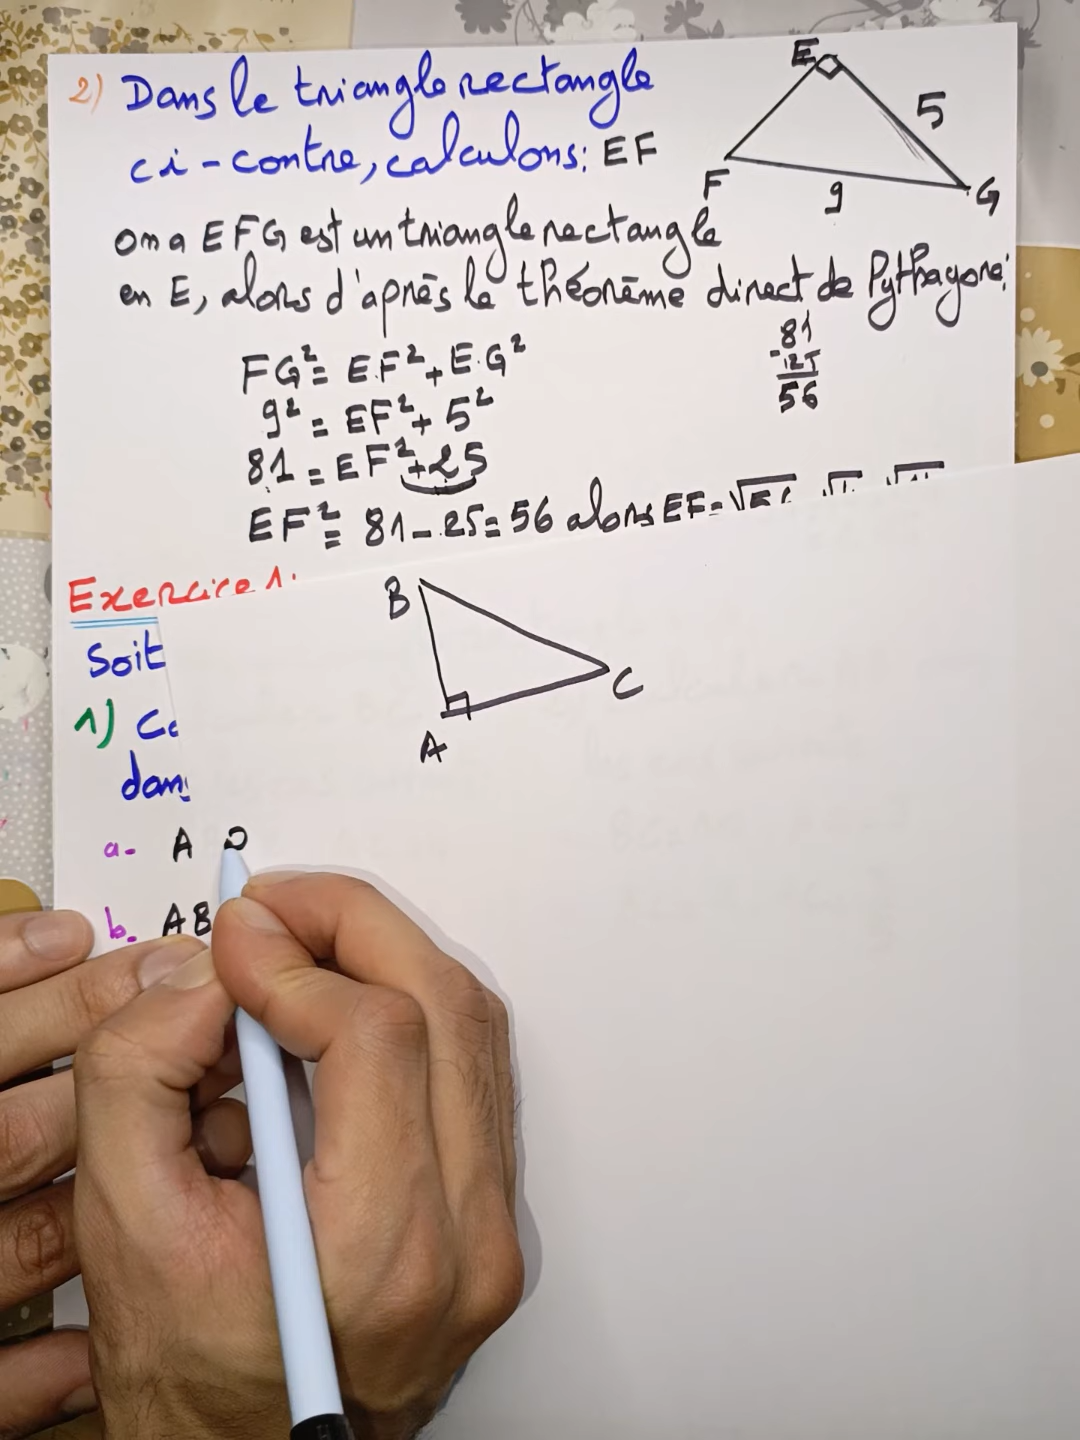 2) Dans le triangle rectangle
ci-contre, calculons: EF
E
5
F
9
G
on a EFG est un triangle rectangle
en E, alors d'après le théorème direct de Pythagore:
FG² = EF² + EG²
9² = EF² + 5²
81 = EF² + 25
EF² = 81 - 25 = 56 alors EF =
81
- 25
56
Exercice 1:
Soit
1)
a- A
b. AB
B
C
A